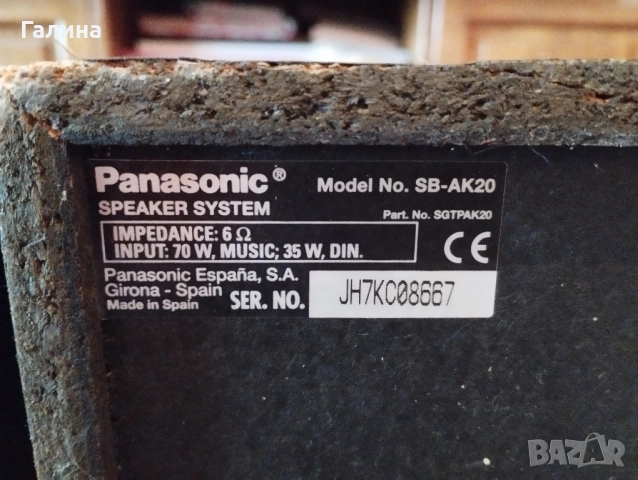 Галина
Panasonic® Model No. SB-AK20
SPEAKER SYSTEM Part. No. SGTPAK20
IMPEDANCE: 6 Ω
INPUT: 70 W, MUSIC; 35 W, DIN.
CE
Panasonic España, S.A.
Girona - Spain
Made in Spain SER. NO. JH7KC08667
BAZAR